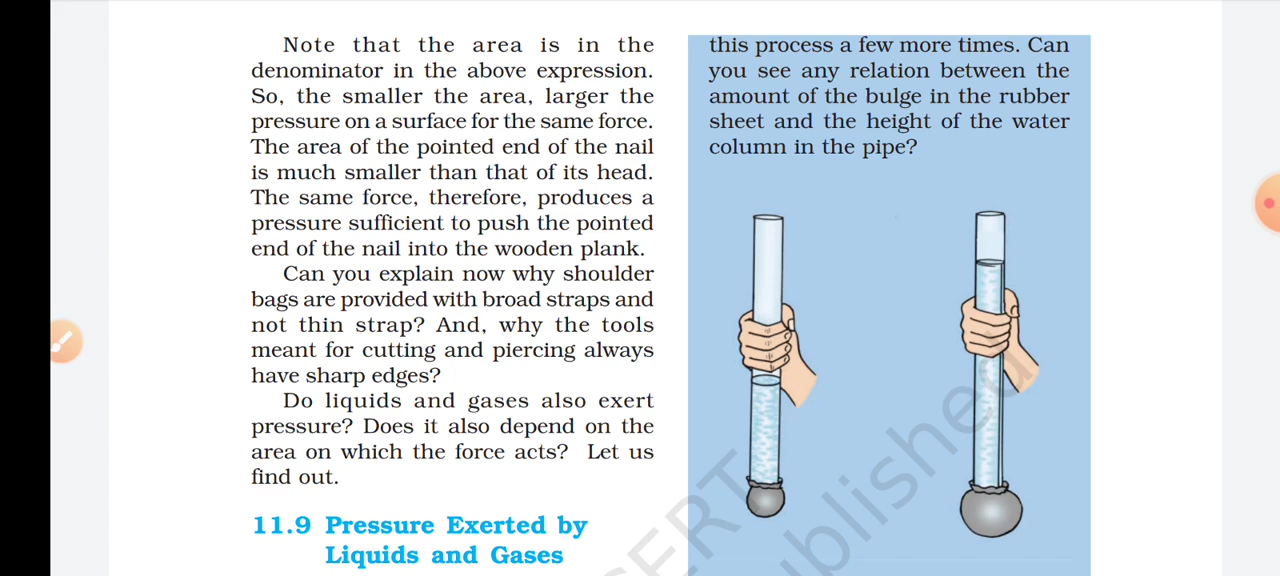 Note that the area is in the
denominator in the above expression.
So, the smaller the area, larger the
pressure on a surface for the same force.
The area of the pointed end of the nail
is much smaller than that of its head.
The same force, therefore, produces a
pressure sufficient to push the pointed
end of the nail into the wooden plank.
Can you explain now why shoulder
bags are provided with broad straps and
not thin strap? And, why the tools
meant for cutting and piercing always
have sharp edges?
Do liquids and gases also exert
pressure? Does it also depend on the
area on which the force acts? Let us
find out.
11.9 Pressure Exerted by
Liquids and Gases
this process a few more times. Can
you see any relation between the
amount of the bulge in the rubber
sheet and the height of the water
column in the pipe?